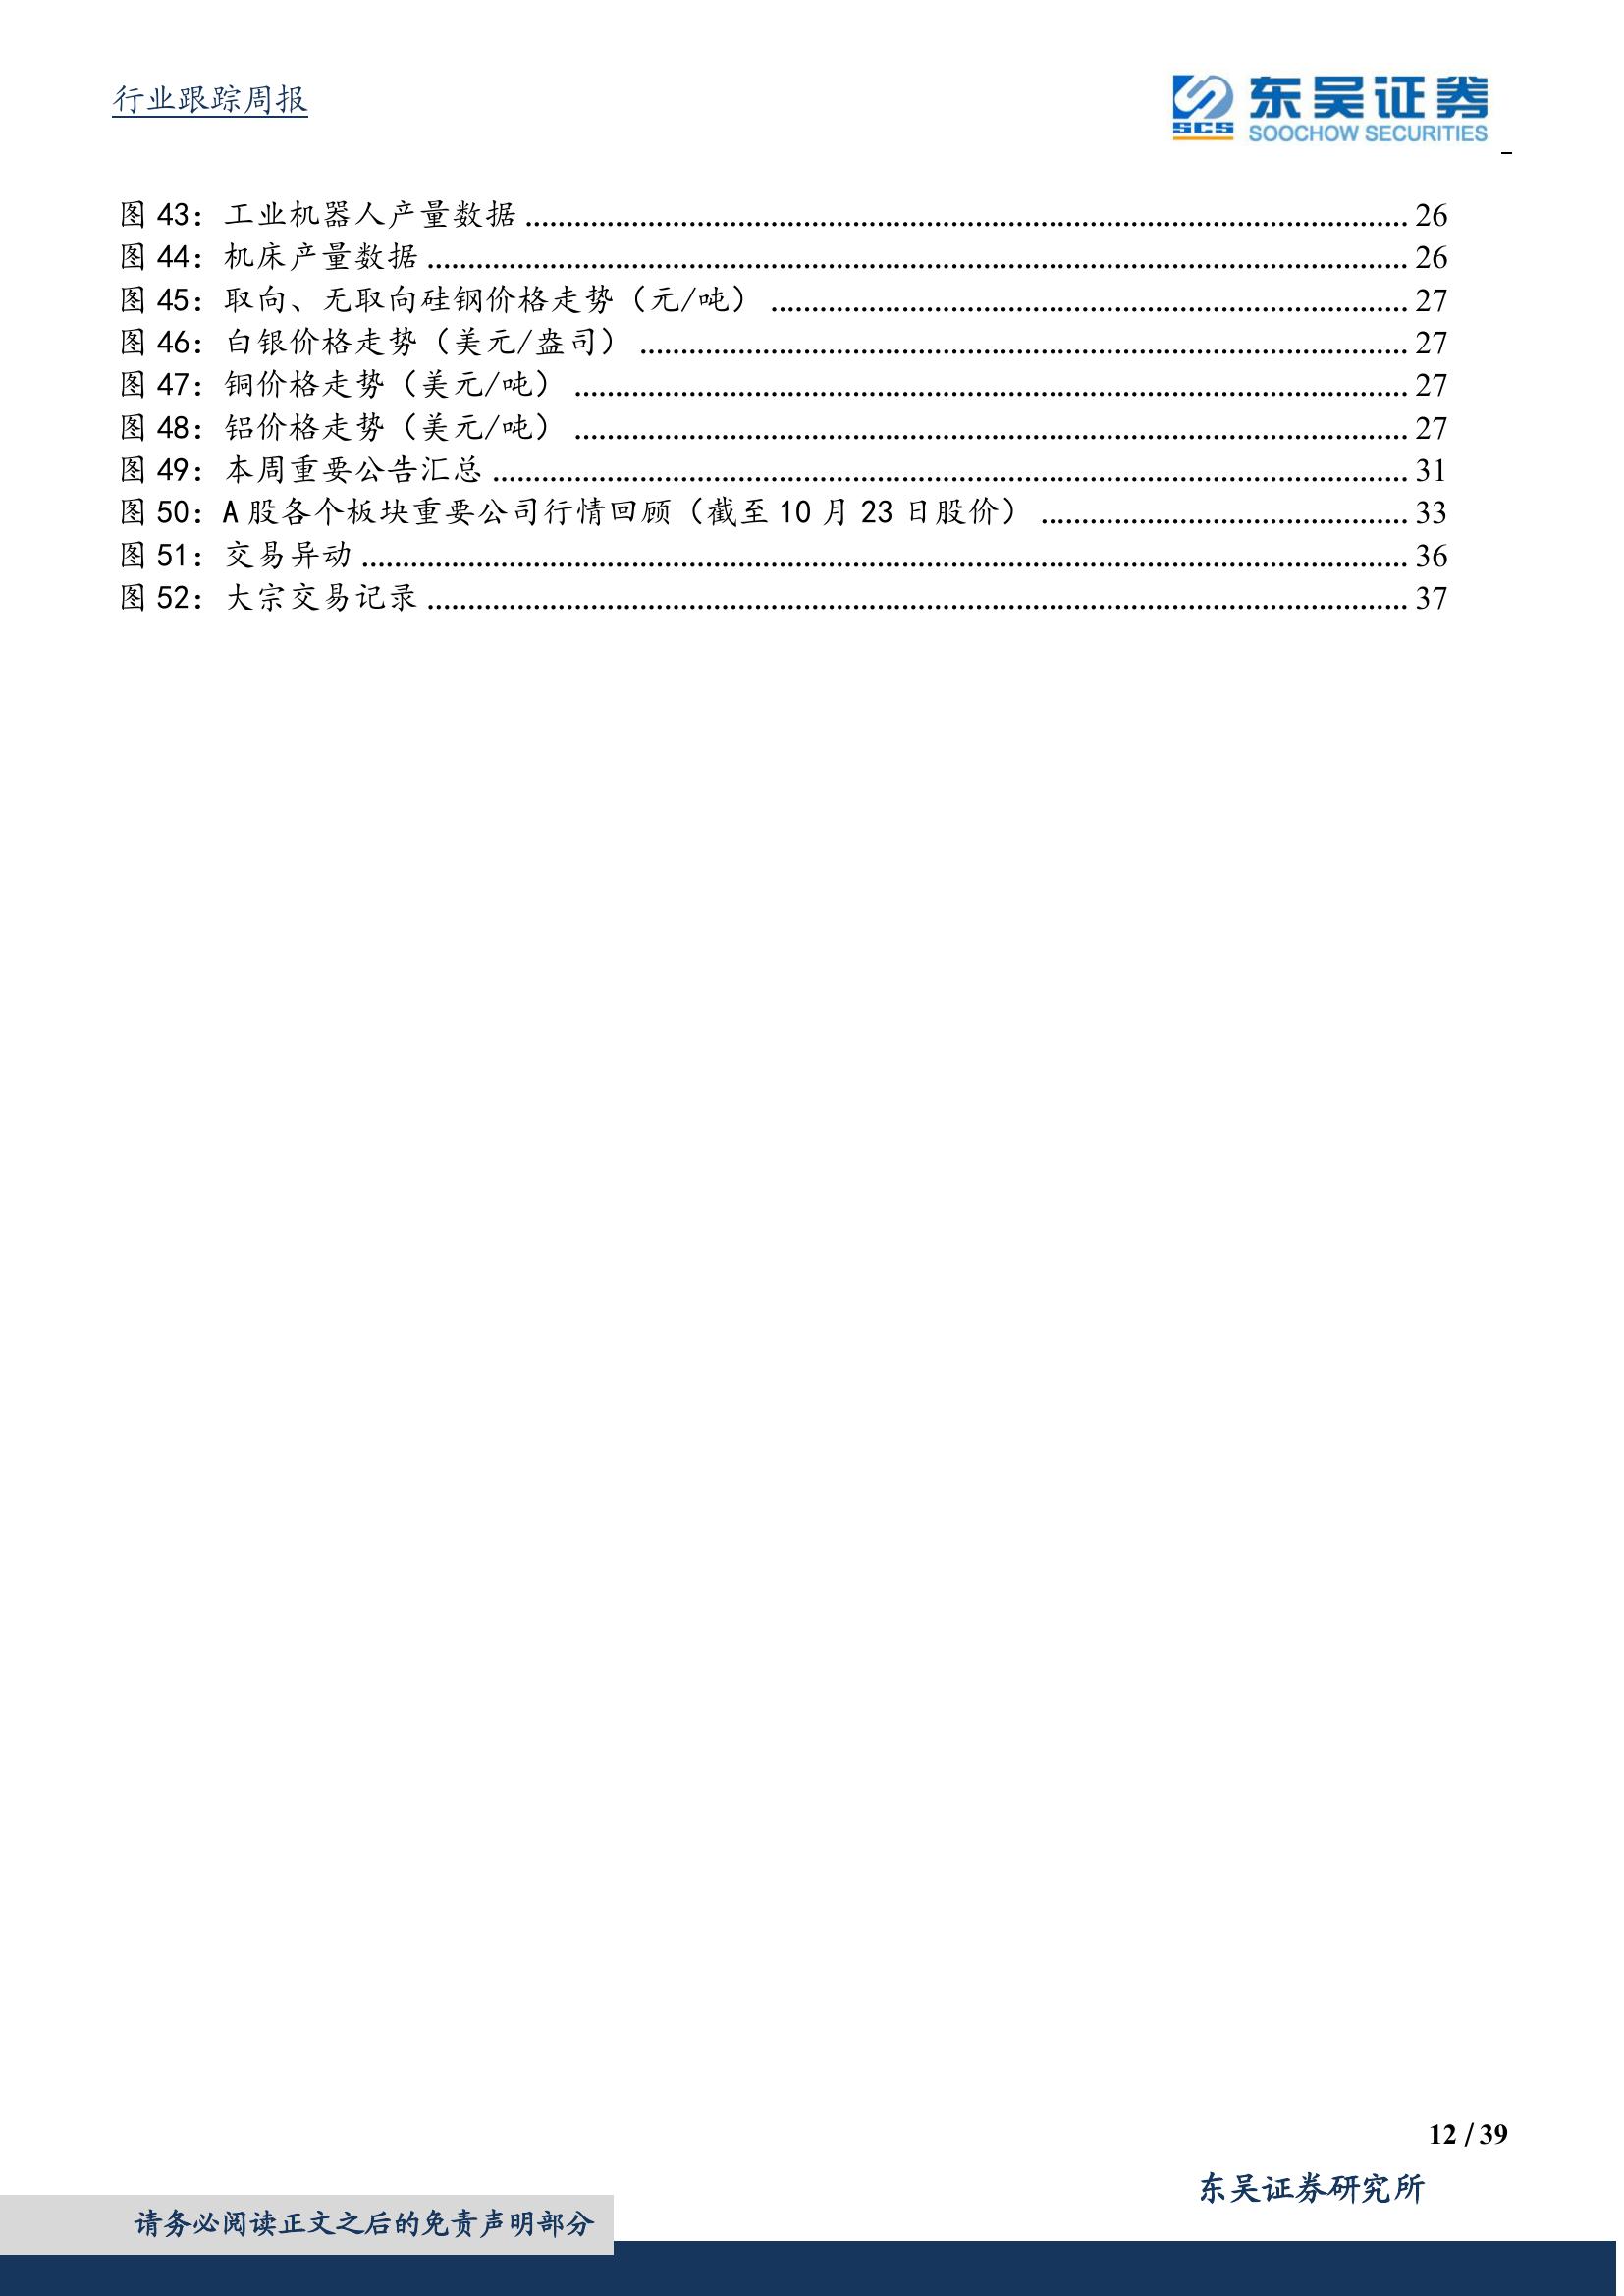 行业跟踪周报
SCS
东吴证券
SOOCHOW SECURITIES
图 43：工业机器人产量数据 ........................................ 26
图 44：机床产量数据 ........................................ 26
图 45：取向、无取向硅钢价格走势（元/吨） ........................................ 27
图 46：白银价格走势（美元/盎司） ........................................ 27
图 47：铜价格走势（美元/吨） ........................................ 27
图 48：铝价格走势（美元/吨） ........................................ 27
图 49：本周重要公告汇总 ........................................ 31
图 50：A 股各个板块重要公司行情回顾（截至 10 月 23 日股价） ........................................ 33
图 51：交易异动 ........................................ 36
图 52：大宗交易记录 ........................................ 37
12 / 39
东吴证券研究所
请务必阅读正文之后的免责声明部分